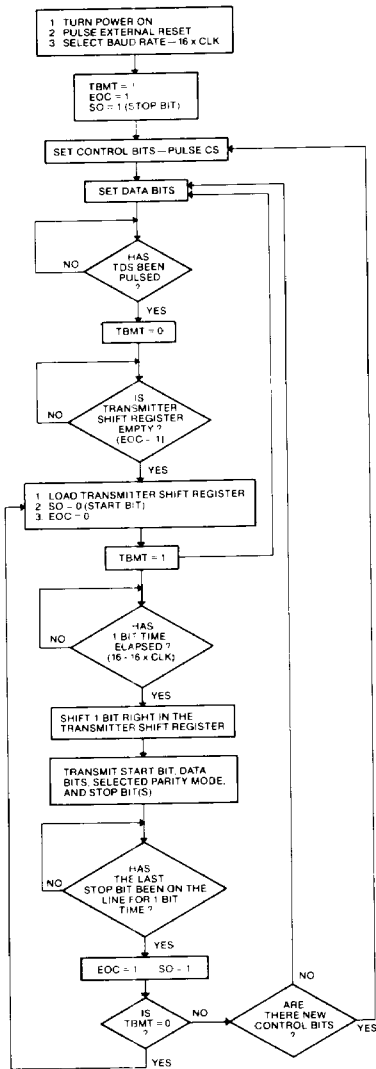 1 TURN POWER ON
2 PULSE EXTERNAL RESET
3 SELECT BAUD RATE—16 x CLK
TBMT = 1
EOC = 1
SO = 1 (STOP BIT)
SET CONTROL BITS—PULSE CS
SET DATA BITS
HAS
TDS BEEN
PULSED
?
NO
YES
TBMT = 0
IS
TRANSMITTER
SHIFT REGISTER
EMPTY ?
(EOC - 1)
NO
YES
1 LOAD TRANSMITTER SHIFT REGISTER
2 SO = 0 (START BIT)
3. EOC = 0
TBMT = 1
HAS
1 BIT TIME
ELAPSED ?
(16 - 16 x CLK)
NO
YES
SHIFT 1 BIT RIGHT IN THE
TRANSMITTER SHIFT REGISTER
TRANSMIT START BIT, DATA
BITS, SELECTED PARITY MODE,
AND STOP BIT(S)
HAS
THE LAST
STOP BIT BEEN ON THE
LINE FOR 1 BIT
TIME ?
NO
YES
EOC = 1 SO - 1
IS
TBMT = 0
?
NO
YES
ARE
THERE NEW
CONTROL BITS
?
NO
YES